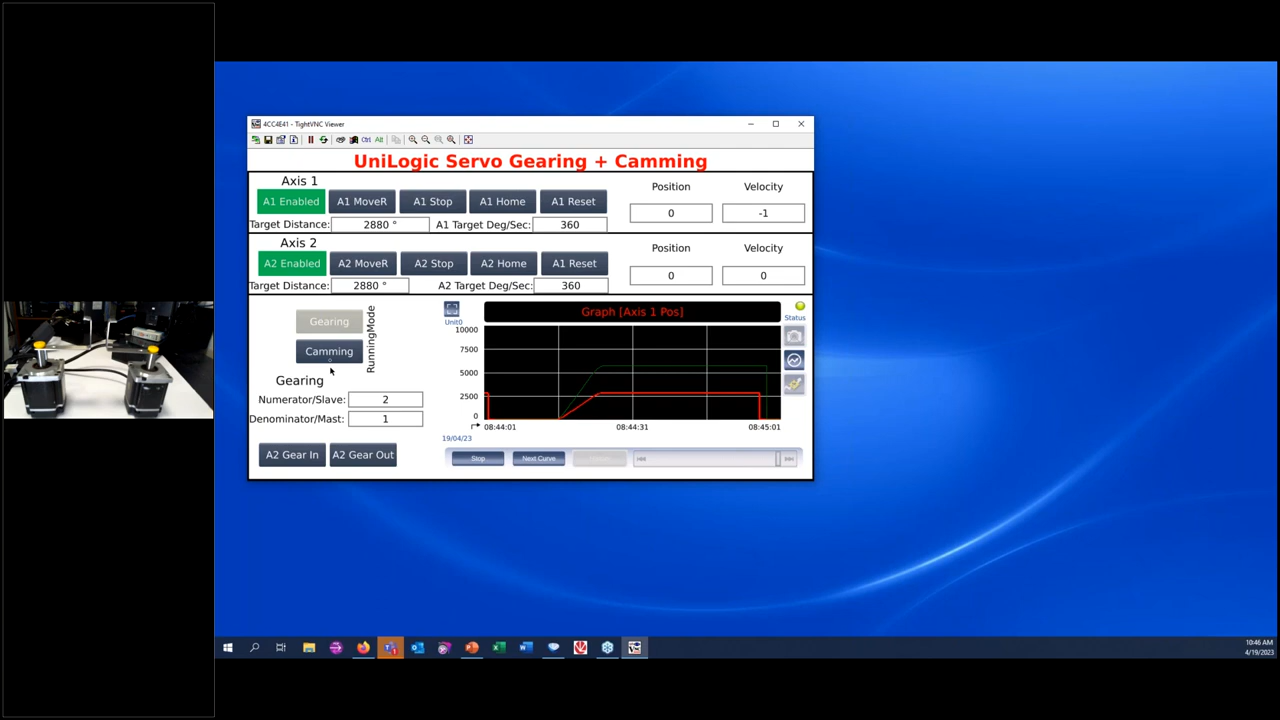 4CC4E41 - TightVNC Viewer
Ctrl Alt
UniLogic Servo Gearing + Camming
Axis 1
A1 Enabled A1 MoveR A1 Stop A1 Home A1 Reset
Target Distance: 2880 ° A1 Target Deg/Sec: 360
Position Velocity
0 -1
Axis 2
A2 Enabled A2 MoveR A2 Stop A2 Home A2 Reset
Target Distance: 2880 ° A2 Target Deg/Sec: 360
Position Velocity
0 0
Gearing
Camming
RunningMode
Gearing
Numerator/Slave: 2
Denominator/Mast: 1
A2 Gear In A2 Gear Out
Unit0
Graph [Axis 1 Pos]
Status
10000
7500
5000
2500
0
08:44:01 08:44:31 08:45:01
19/04/23
Stop Next Curve
10:46 AM
4/19/2023